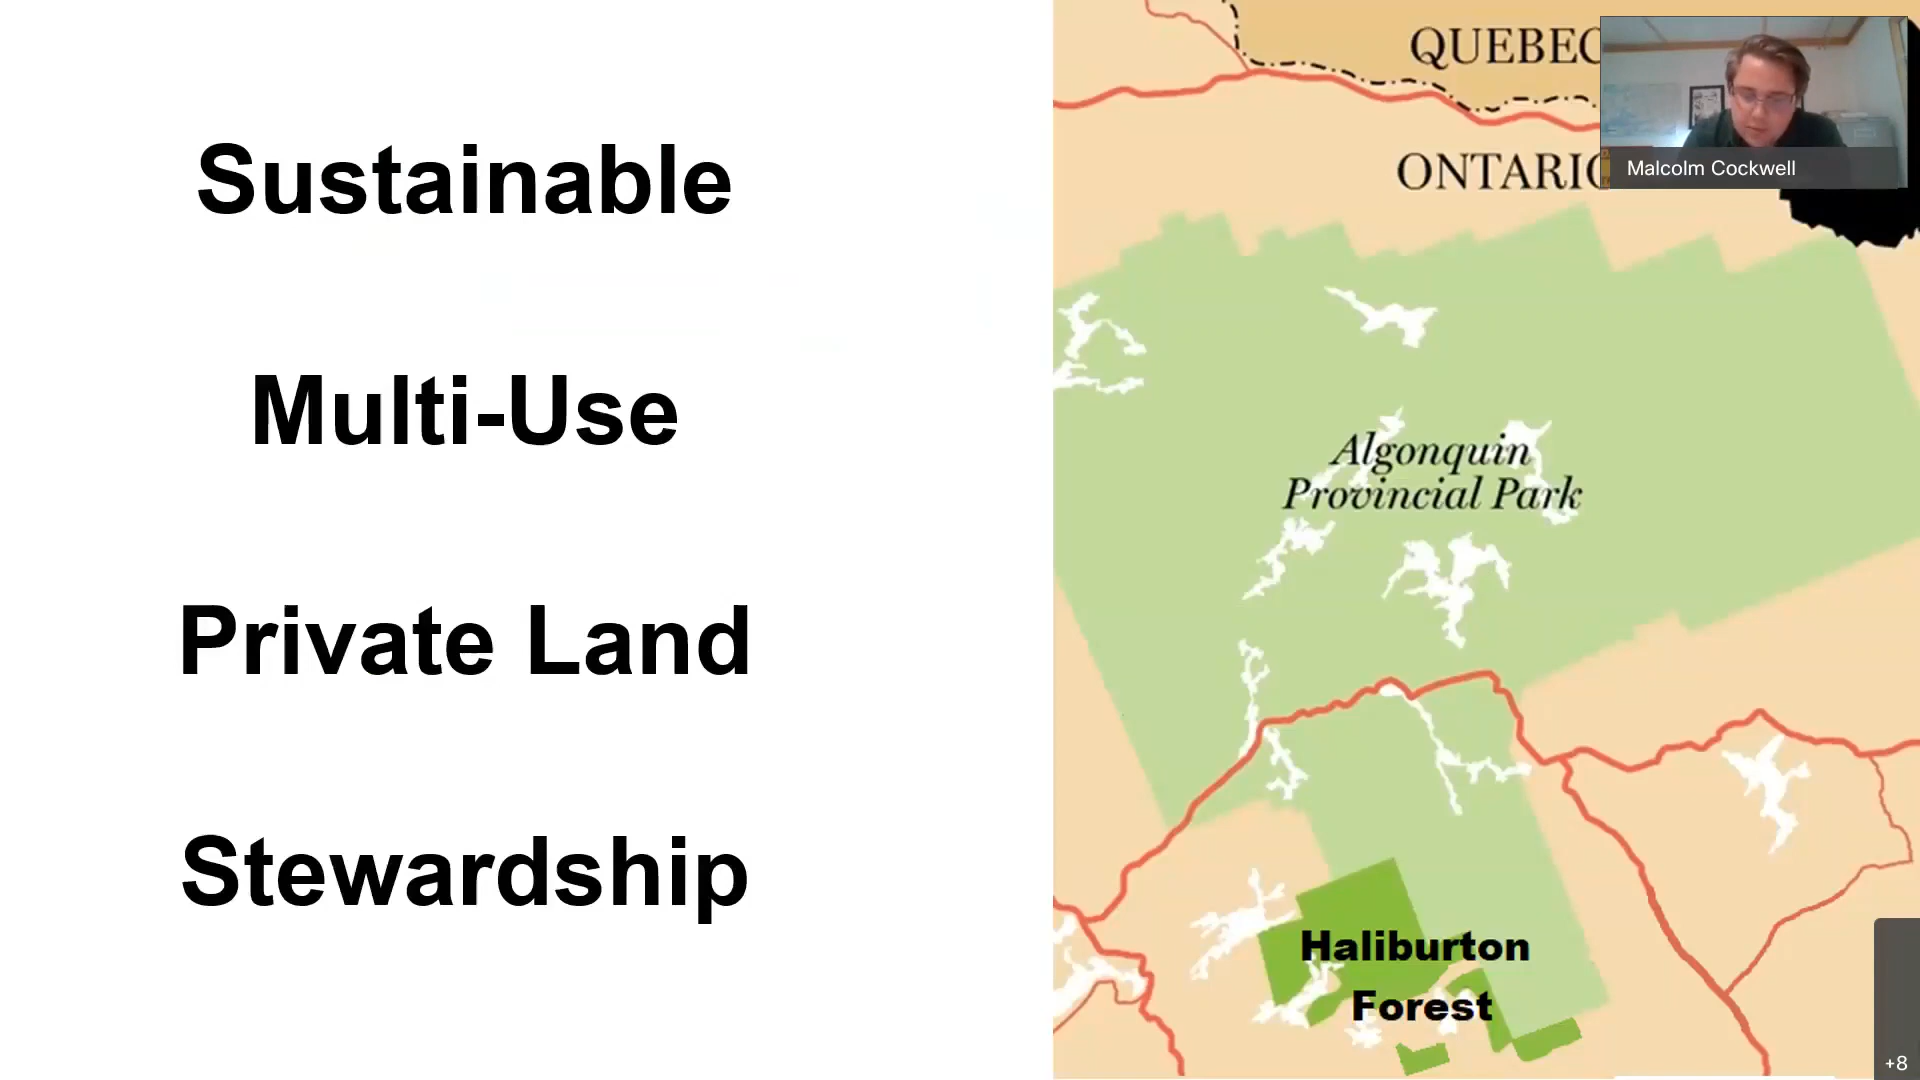 Sustainable
Multi-Use
Private Land
Stewardship
QUEBEC
ONTARIO
Malcolm Cockwell
Algonquin
Provincial Park
Haliburton
Forest
+8